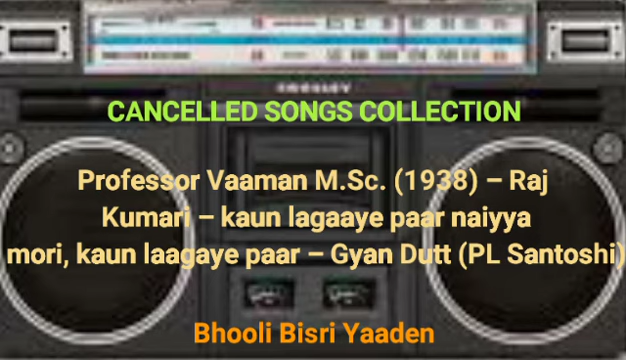 CANCELLED SONGS COLLECTION
Professor Vaaman M.Sc. (1938) – Raj
Kumari – kaun lagaaye paar naiyya
mori, kaun laagaye paar – Gyan Dutt (PL Santoshi)
Bhooli Bisri Yaaden